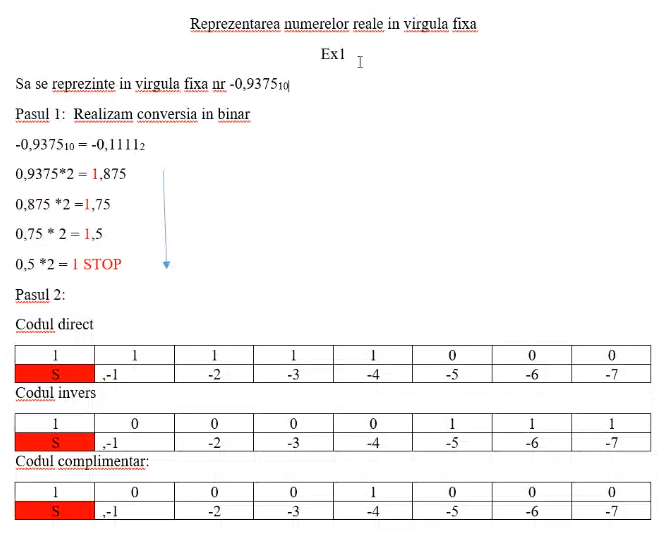 Reprezentarea numerelor reale in virgula fixa
Ex1
Sa se reprezinte in virgula fixa nr -0,9375₁₀
Pasul 1:  Realizam conversia in binar
-0,9375₁₀ = -0,1111₂
0,9375*2 = 1,875
0,875 *2 =1,75
0,75 * 2 = 1,5
0,5 *2 = 1 STOP
Pasul 2:
Codul direct
1 1 1 1 1 0 0 0
S ,-1 -2 -3 -4 -5 -6 -7
Codul invers
1 0 0 0 0 1 1 1
S ,-1 -2 -3 -4 -5 -6 -7
Codul complimentar:
1 0 0 0 1 0 0 0
S ,-1 -2 -3 -4 -5 -6 -7